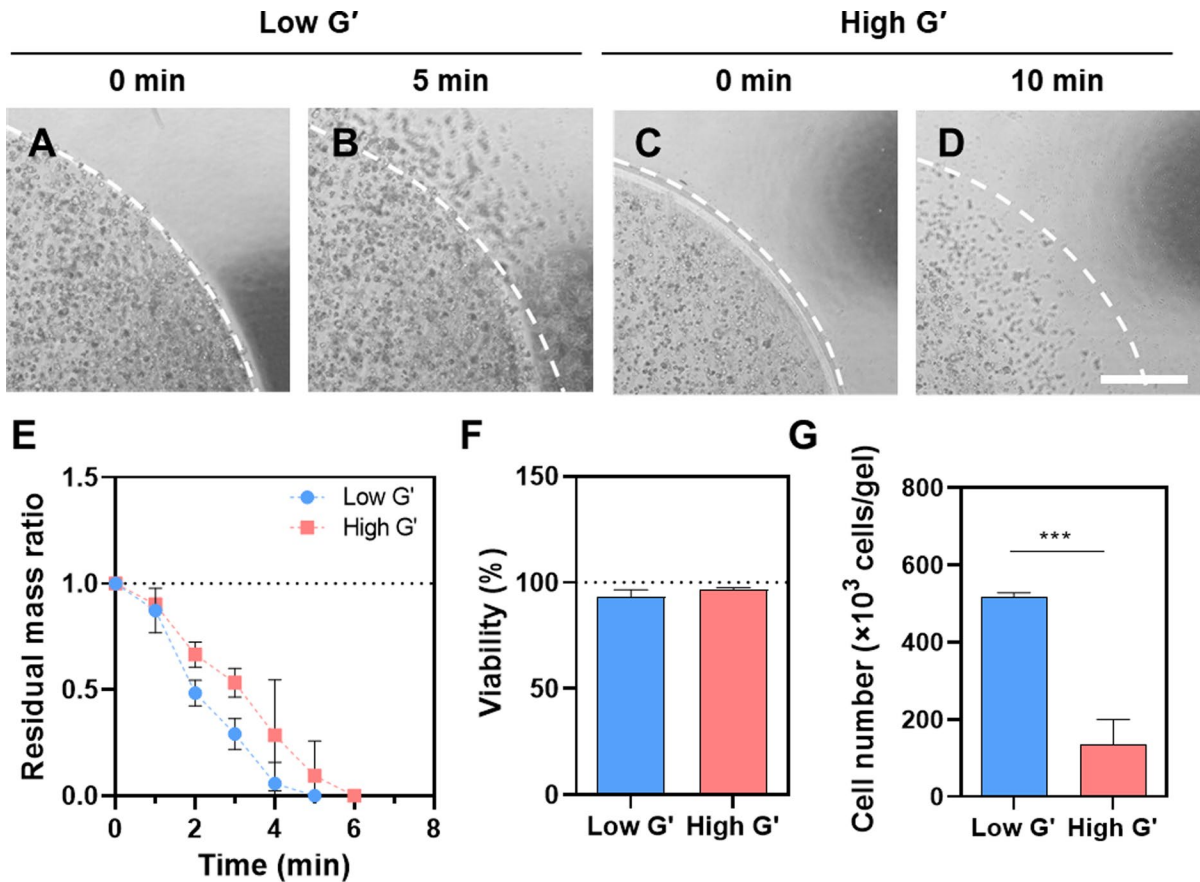 Low G′
High G′
0 min
5 min
0 min
10 min
A
B
C
D
E
F
G
1.5
1.0
0.5
0.0
Residual mass ratio
Low G'
High G'
0
2
4
6
8
Time (min)
150
100
50
0
Viability (% )
Low G'
High G'
800
600
400
200
0
Cell number (×10³ cells/gel)
***
Low G'
High G'